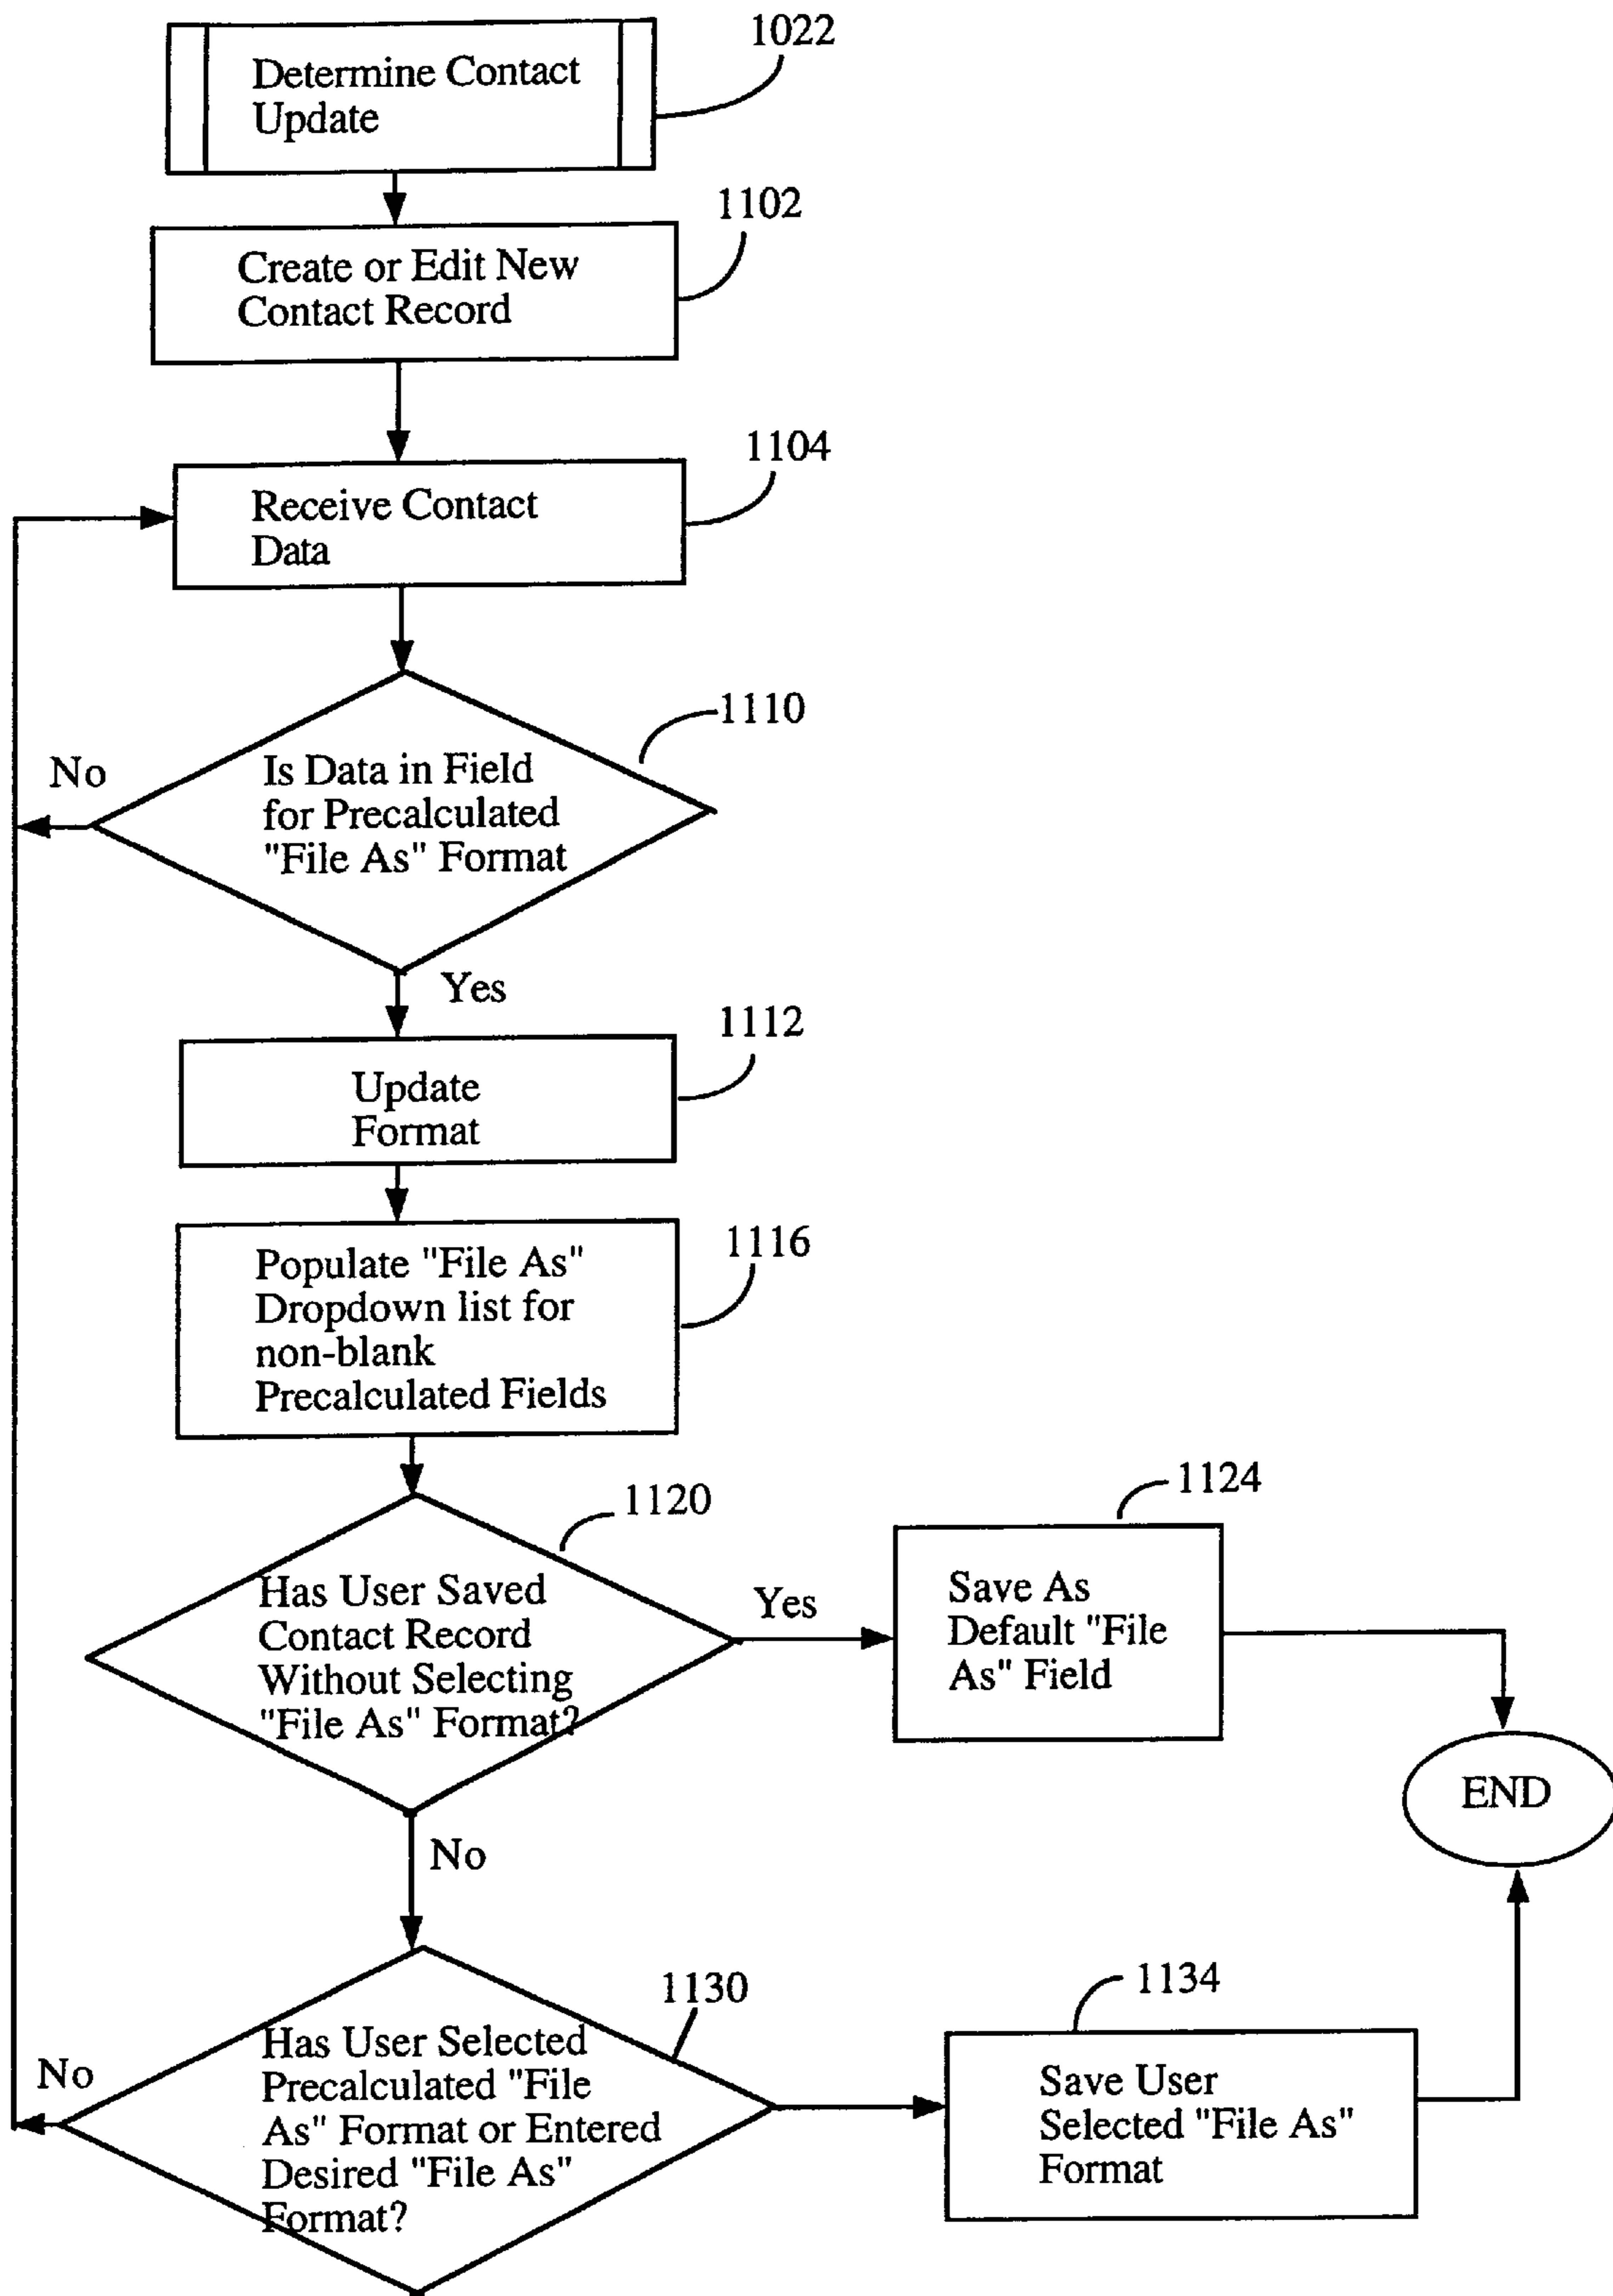 1022
Determine Contact
Update
1102
Create or Edit New
Contact Record
1104
Receive Contact
Data
1110
No
Is Data in Field
for Precalculated
"File As" Format
Yes
1112
Update
Format
1116
Populate "File As"
Dropdown list for
non-blank
Precalculated Fields
1120
Has User Saved
Contact Record
Without Selecting
"File As" Format?
Yes
1124
Save As
Default "File
As" Field
END
No
1130
No
Has User Selected
Precalculated "File
As" Format or Entered
Desired "File As"
Format?
1134
Save User
Selected "File As"
Format